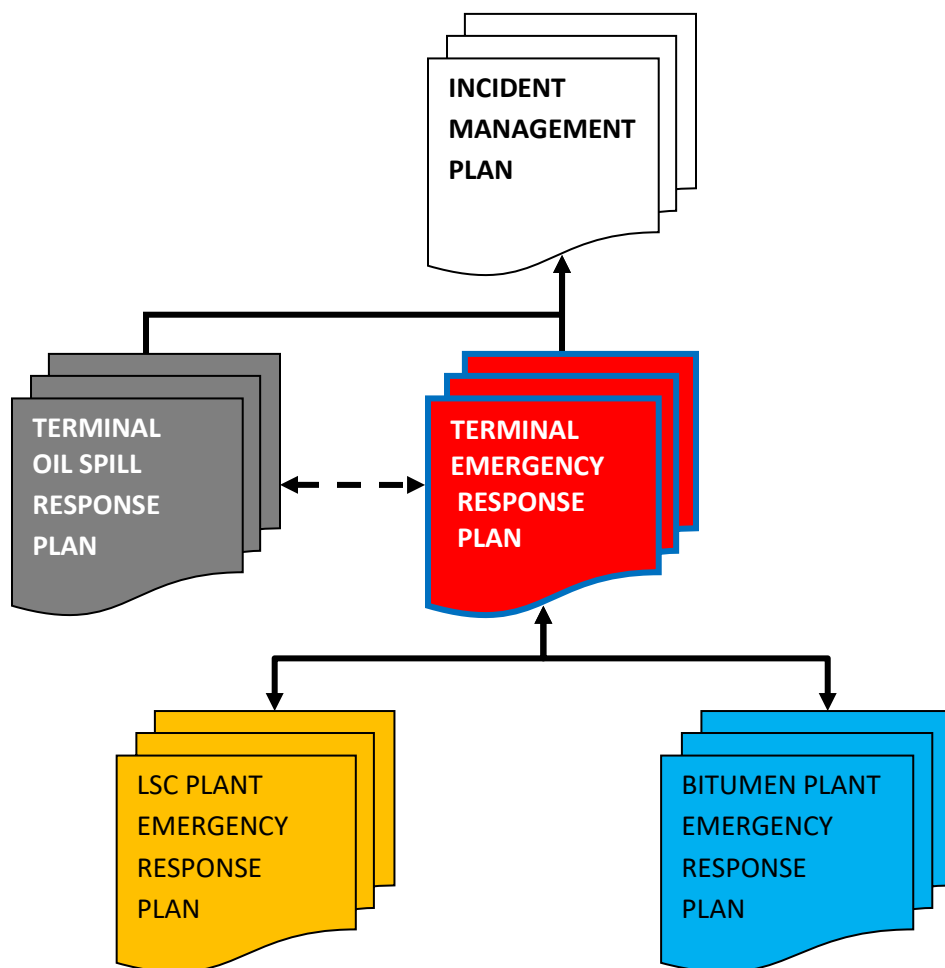 INCIDENT
MANAGEMENT
PLAN
TERMINAL
OIL SPILL
RESPONSE
PLAN
TERMINAL
EMERGENCY
RESPONSE
PLAN
LSC PLANT
EMERGENCY
RESPONSE
PLAN
BITUMEN PLANT
EMERGENCY
RESPONSE
PLAN